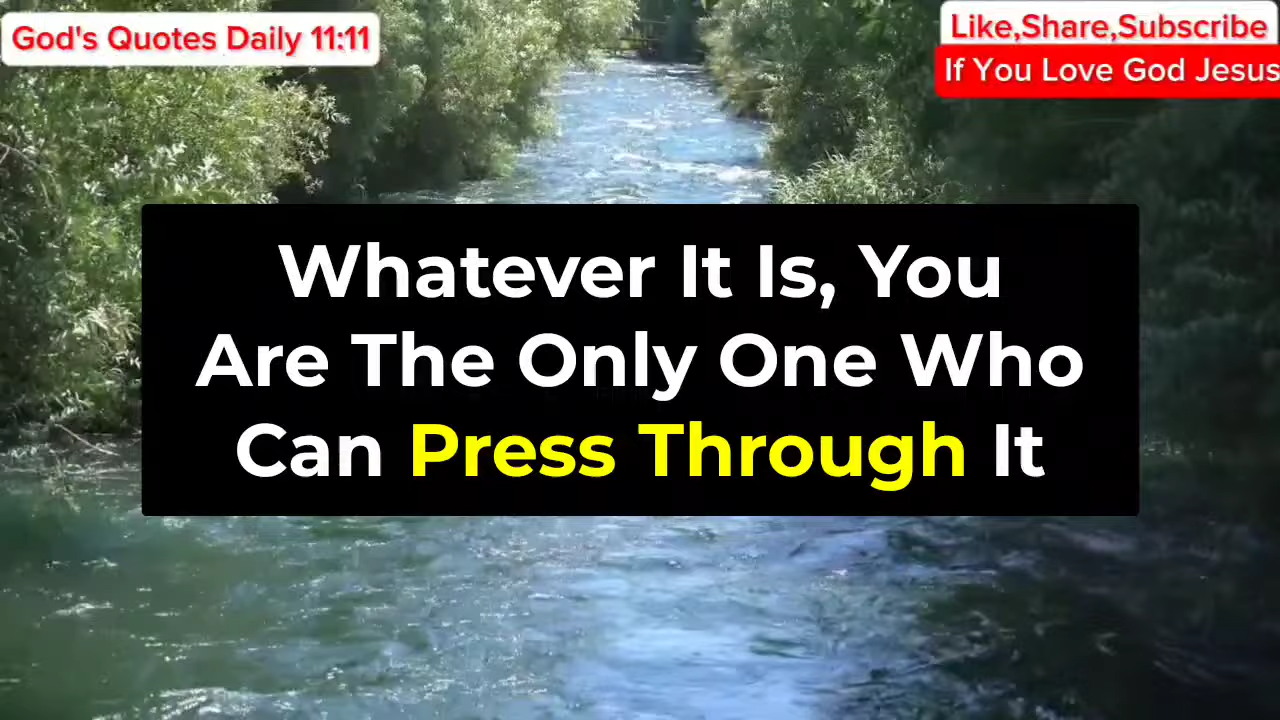 God's Quotes Daily 11:11
Like,Share,Subscribe
If You Love God Jesus
Whatever It Is, You
Are The Only One Who
Can Press Through It